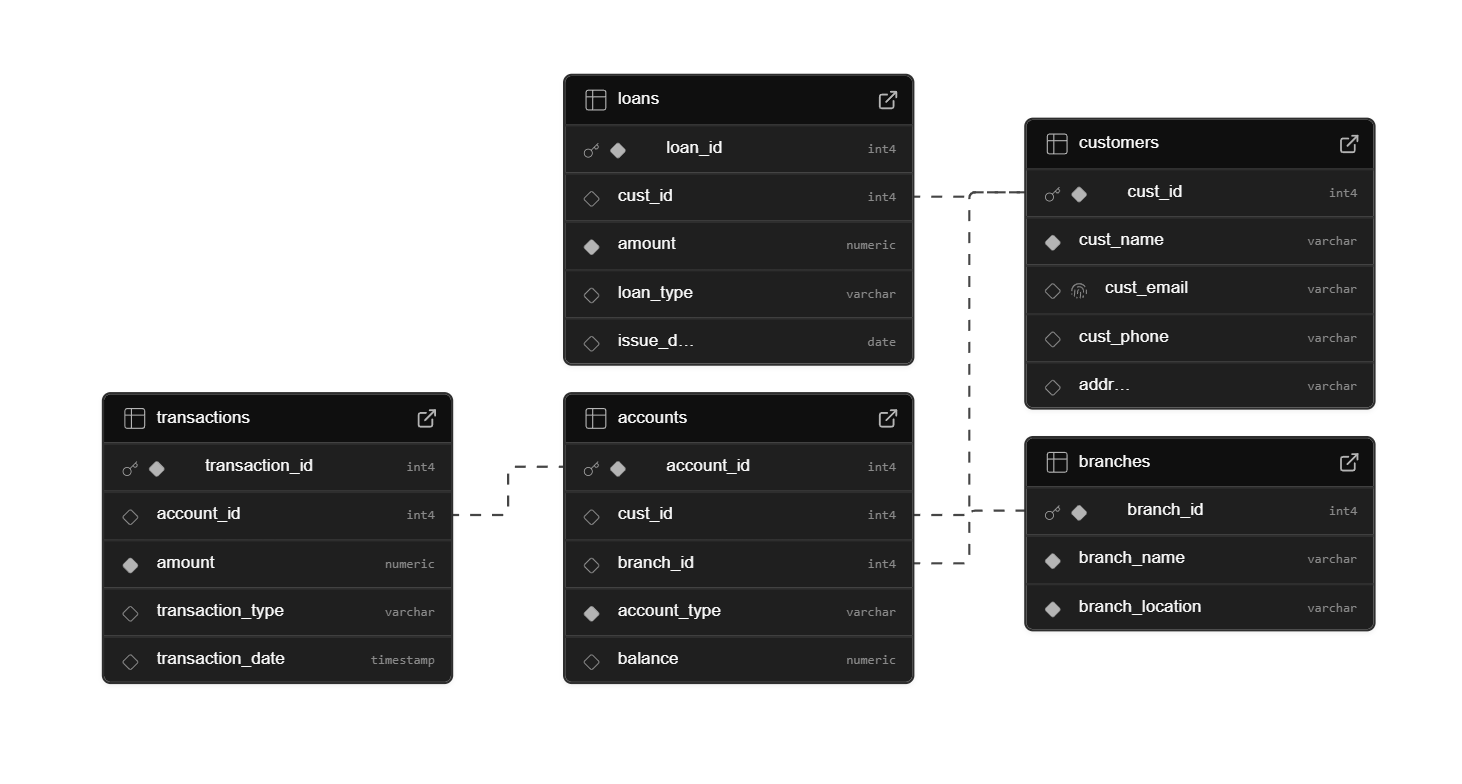 loans
loan_id int4
cust_id int4
amount numeric
loan_type varchar
issue_d... date
customers
cust_id int4
cust_name varchar
cust_email varchar
cust_phone varchar
addr... varchar
transactions
transaction_id int4
account_id int4
amount numeric
transaction_type varchar
transaction_date timestamp
accounts
account_id int4
cust_id int4
branch_id int4
account_type varchar
balance numeric
branches
branch_id int4
branch_name varchar
branch_location varchar